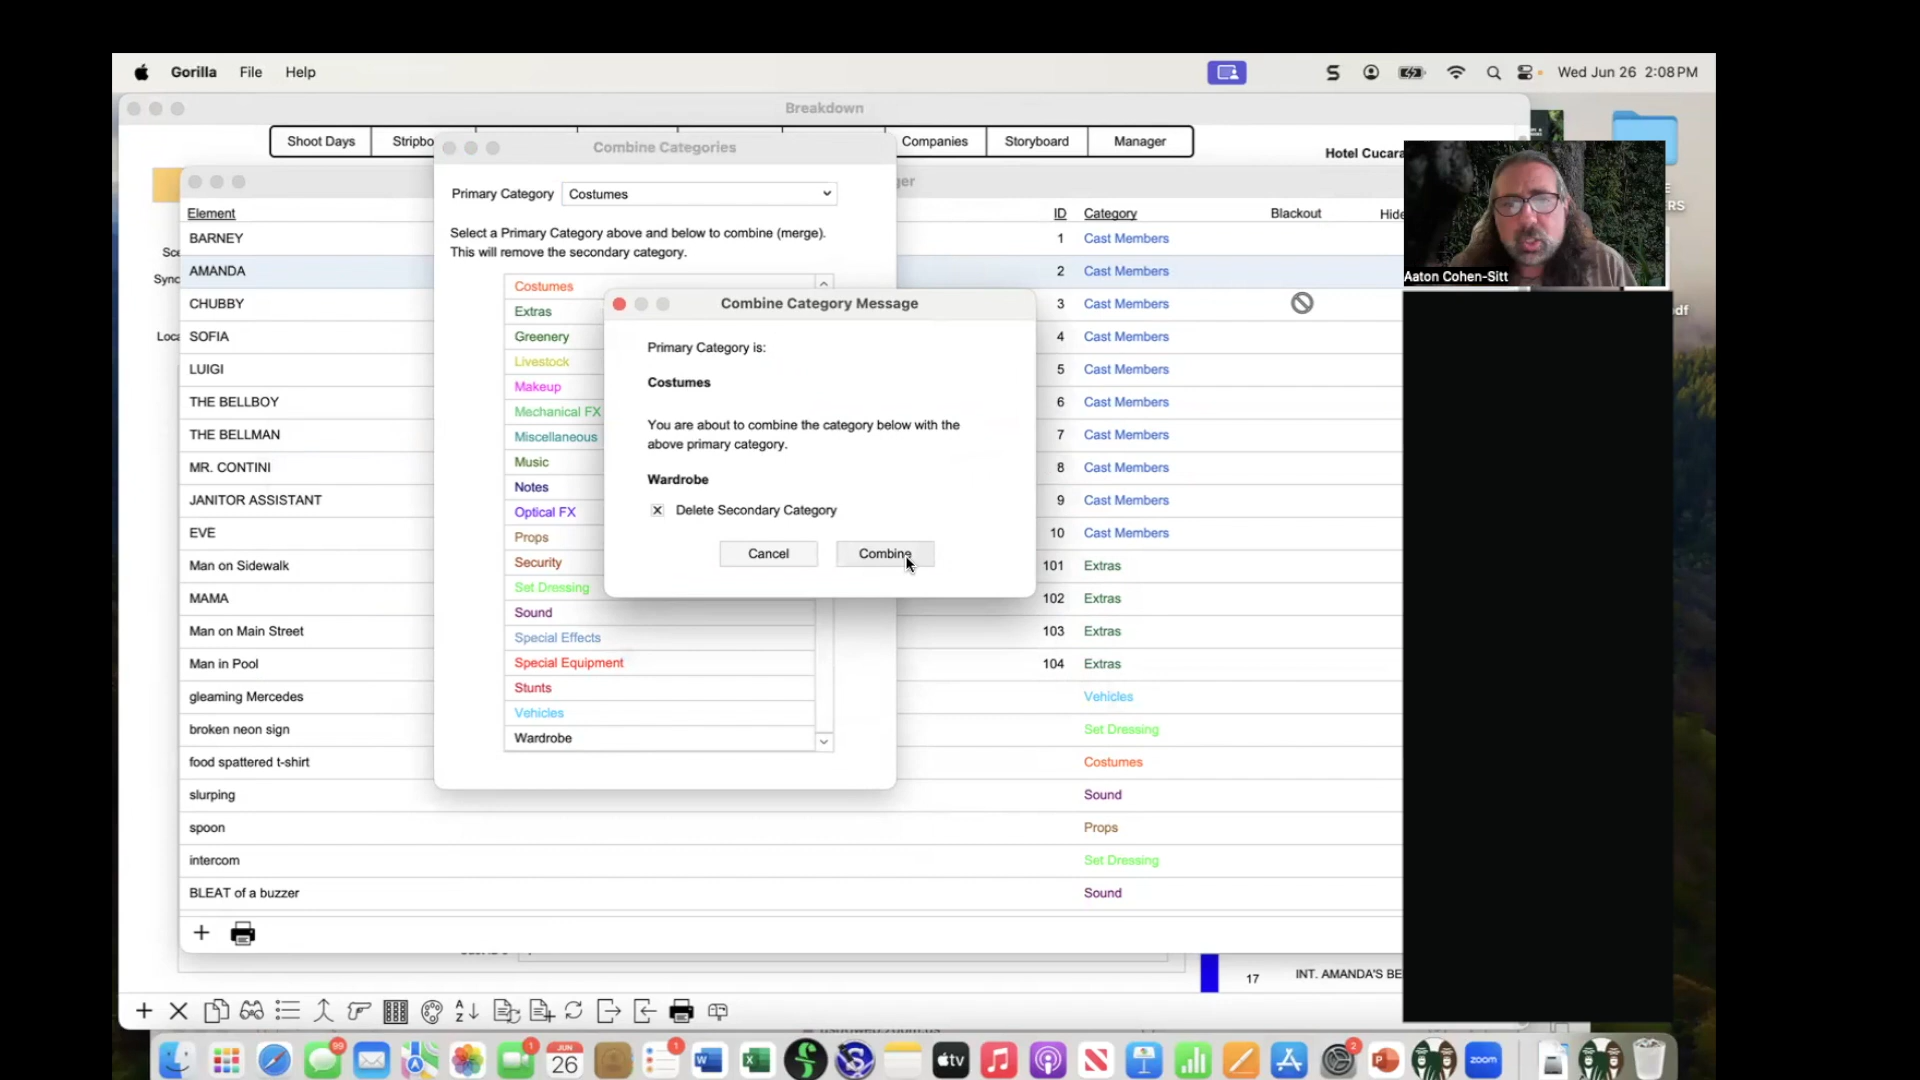 Gorilla File Help
Wed Jun 26 2:08 PM
Breakdown
Shoot Days
Companies
Storyboard
Manager
Combine Categories
Primary Category Costumes
Select a Primary Category above and below to combine (merge).
This will remove the secondary category.
Costumes
Extras
Greenery
Livestock
Makeup
Mechanical FX
Miscellaneous
Music
Notes
Optical FX
Props
Security
Set Dressing
Sound
Special Effects
Special Equipment
Stunts
Vehicles
Wardrobe
Combine Category Message
Primary Category is:
Costumes
You are about to combine the category below with the
above primary category.
Wardrobe
Delete Secondary Category
Cancel Combine
Element ID Category Blackout
BARNEY 1 Cast Members
AMANDA 2 Cast Members
CHUBBY 3 Cast Members
SOFIA 4 Cast Members
LUIGI 5 Cast Members
THE BELLBOY 6 Cast Members
THE BELLMAN 7 Cast Members
MR. CONTINI 8 Cast Members
JANITOR ASSISTANT 9 Cast Members
EVE 10 Cast Members
Man on Sidewalk 101 Extras
MAMA 102 Extras
Man on Main Street 103 Extras
Man in Pool 104 Extras
gleaming Mercedes Vehicles
broken neon sign Set Dressing
food spattered t-shirt Costumes
slurping Sound
spoon Props
intercom Set Dressing
BLEAT of a buzzer Sound
17 INT. AMANDA'S BE
Aaton Cohen-Sitt
99
1
JUN
26
1
tv
zoom
2